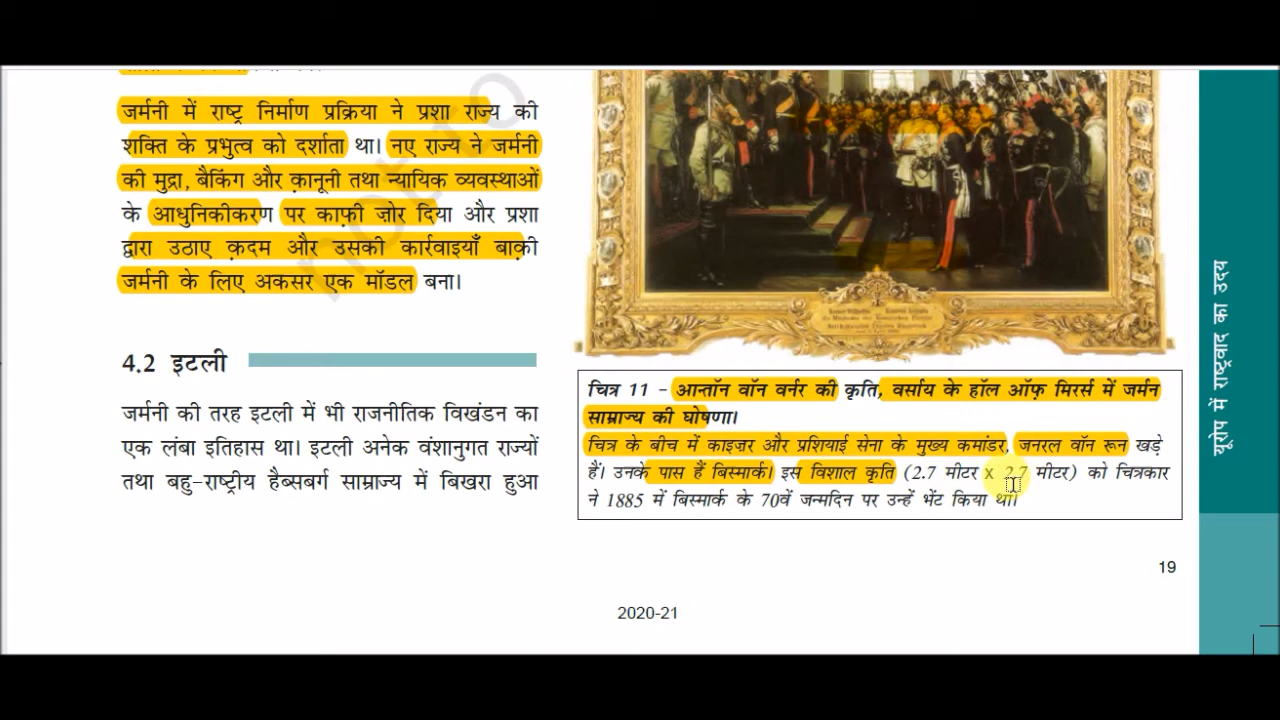 जर्मनी में राष्ट्र निर्माण प्रक्रिया ने प्रशा राज्य की
शक्ति के प्रभुत्व को दर्शाता था। नए राज्य ने जर्मनी
की मुद्रा, बैकिंग और क़ानूनी तथा न्यायिक व्यवस्थाओं
के आधुनिकीकरण पर काफ़ी ज़ोर दिया और प्रशा
द्वारा उठाए क़दम और उसकी कार्रवाइयाँ बाक़ी
जर्मनी के लिए अकसर एक मॉडल बना।
4.2 इटली
जर्मनी की तरह इटली में भी राजनीतिक विखंडन का
एक लंबा इतिहास था। इटली अनेक वंशानुगत राज्यों
तथा बहु-राष्ट्रीय हैब्सबर्ग साम्राज्य में बिखरा हुआ
चित्र 11 - आन्तॉन वॉन वर्नर की कृति, वर्साय के हॉल ऑफ़ मिरर्स में जर्मन
साम्राज्य की घोषणा।
चित्र के बीच में काइज़र और प्रशियाई सेना के मुख्य कमांडर, जनरल वॉन रून खड़े
हैं। उनके पास हैं बिस्मार्क। इस विशाल कृति (2.7 मीटर x 2.7 मीटर) को चित्रकार
ने 1885 में बिस्मार्क के 70वें जन्मदिन पर उन्हें भेंट किया था।
यूरोप में राष्ट्रवाद का उदय
19
2020-21